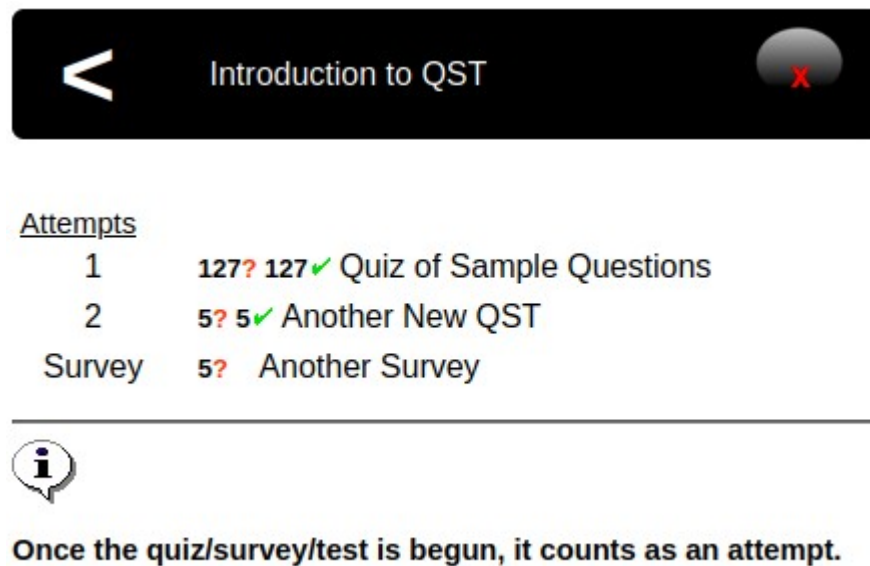 < Introduction to QST x
Attempts
1 127? 127✔ Quiz of Sample Questions
2 5? 5✔ Another New QST
Survey 5? Another Survey
i
Once the quiz/survey/test is begun, it counts as an attempt.